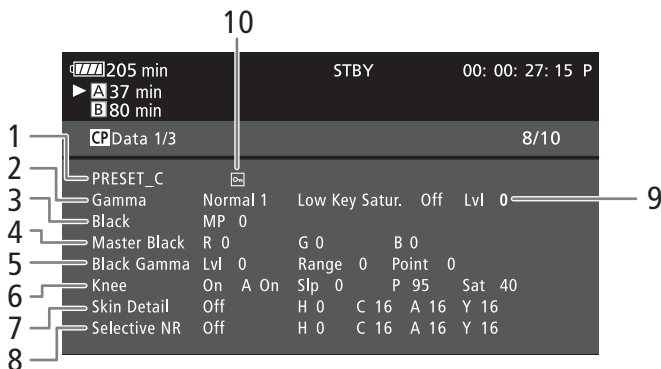 10
205 min STBY 00: 00: 27: 15 P
A 37 min
B 80 min
CP Data 1/3 8/10
1 PRESET_C
2 Gamma Normal 1 Low Key Satur. Off Lvl 0 9
3 Black MP 0
4 Master Black R 0 G 0 B 0
5 Black Gamma Lvl 0 Range 0 Point 0
6 Knee On A On Slp 0 P 95 Sat 40
7 Skin Detail Off H 0 C 16 A 16 Y 16
8 Selective NR Off H 0 C 16 A 16 Y 16